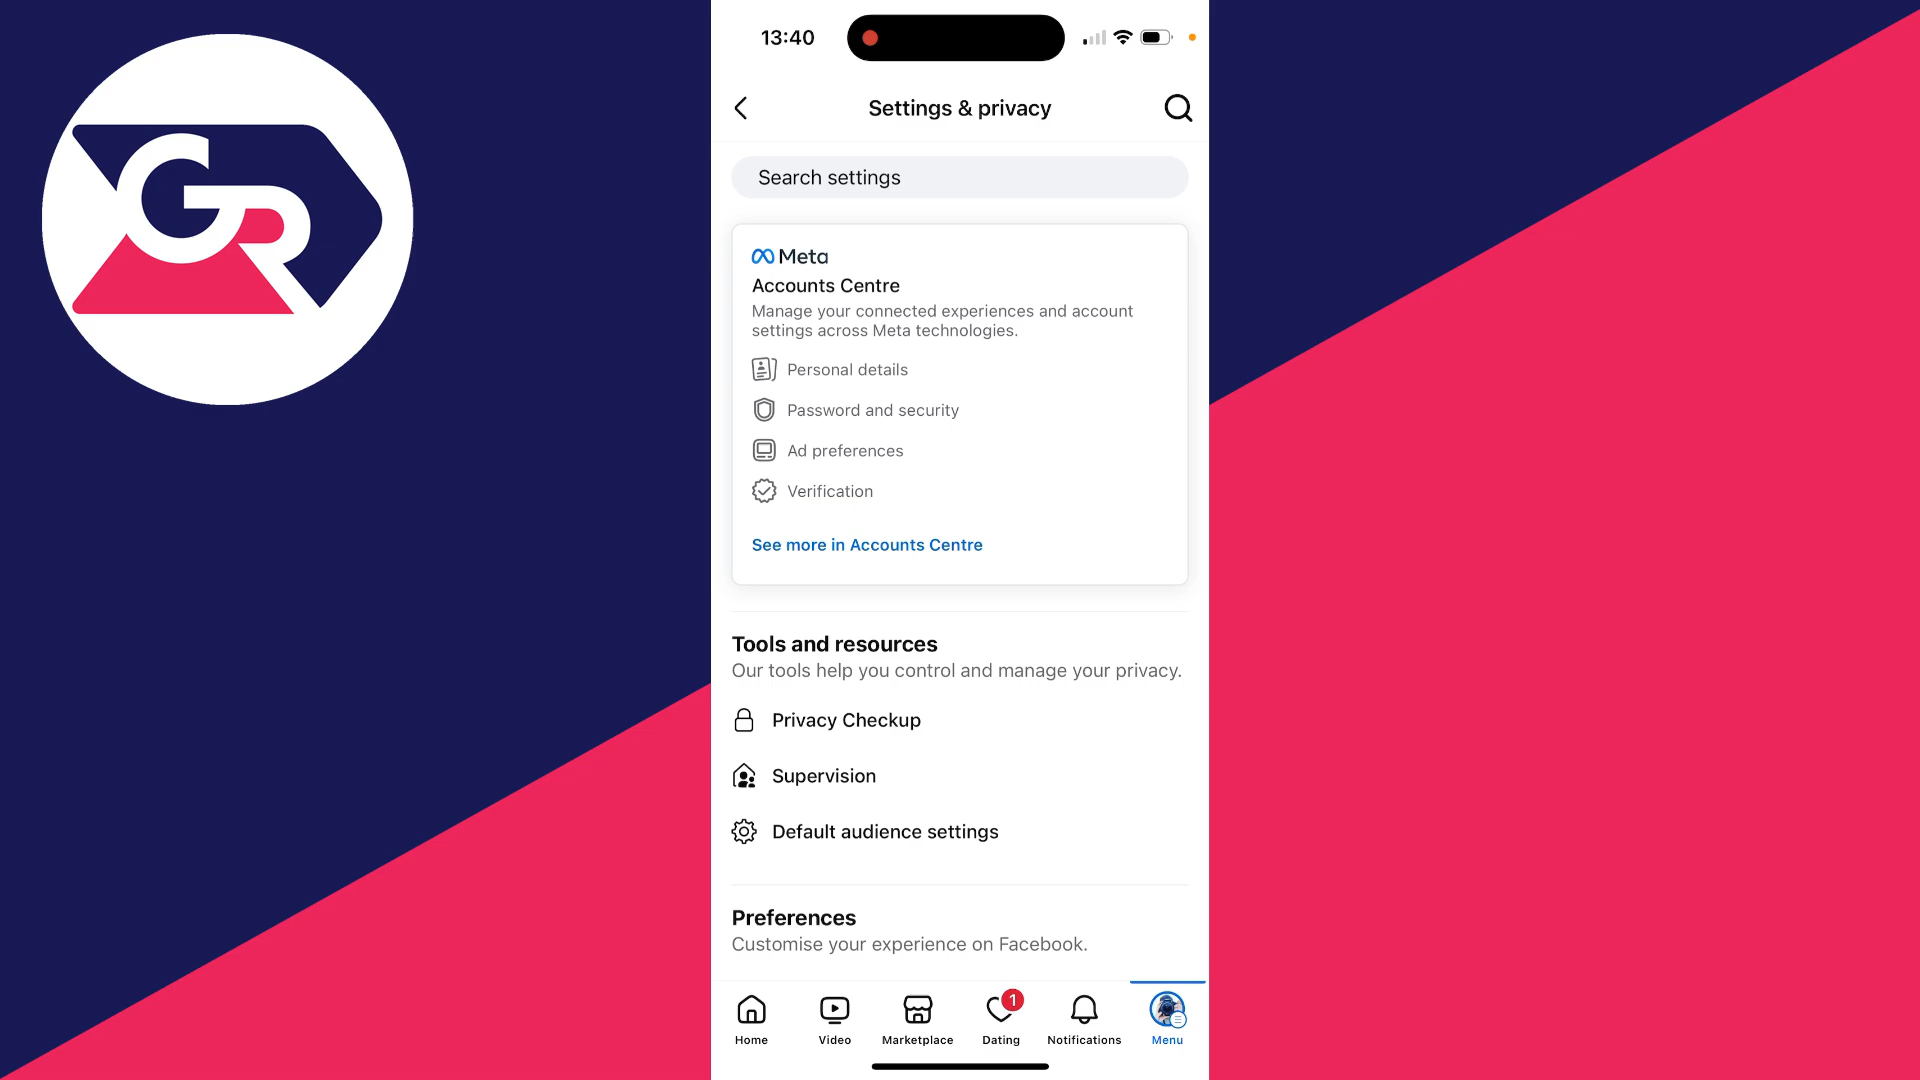 GR
13:40
Settings & privacy
Search settings
Meta
Accounts Centre
Manage your connected experiences and account
settings across Meta technologies.
Personal details
Password and security
Ad preferences
Verification
See more in Accounts Centre
Tools and resources
Our tools help you control and manage your privacy.
Privacy Checkup
Supervision
Default audience settings
Preferences
Customise your experience on Facebook.
1
Home Video Marketplace Dating Notifications Menu